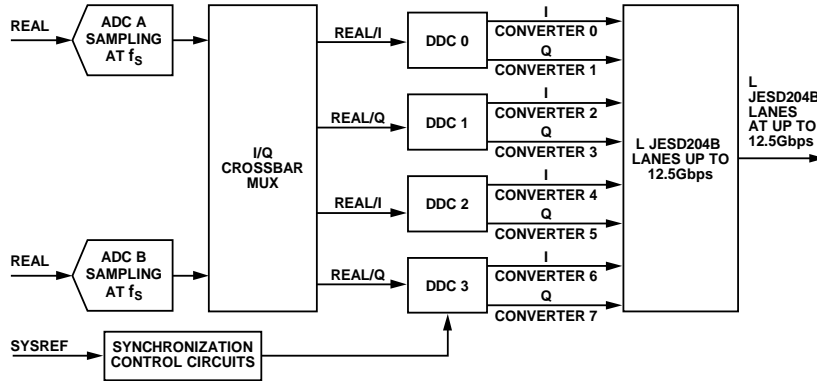 REAL
ADC A
SAMPLING
AT fS
I/Q
CROSSBAR
MUX
REAL/I
DDC 0
I
CONVERTER 0
Q
CONVERTER 1
REAL/Q
DDC 1
I
CONVERTER 2
Q
CONVERTER 3
REAL/I
DDC 2
I
CONVERTER 4
Q
CONVERTER 5
REAL
ADC B
SAMPLING
AT fS
REAL/Q
DDC 3
I
CONVERTER 6
Q
CONVERTER 7
L JESD204B
LANES UP TO
12.5Gbps
L
JESD204B
LANES
AT UP TO
12.5Gbps
SYSREF
SYNCHRONIZATION
CONTROL CIRCUITS